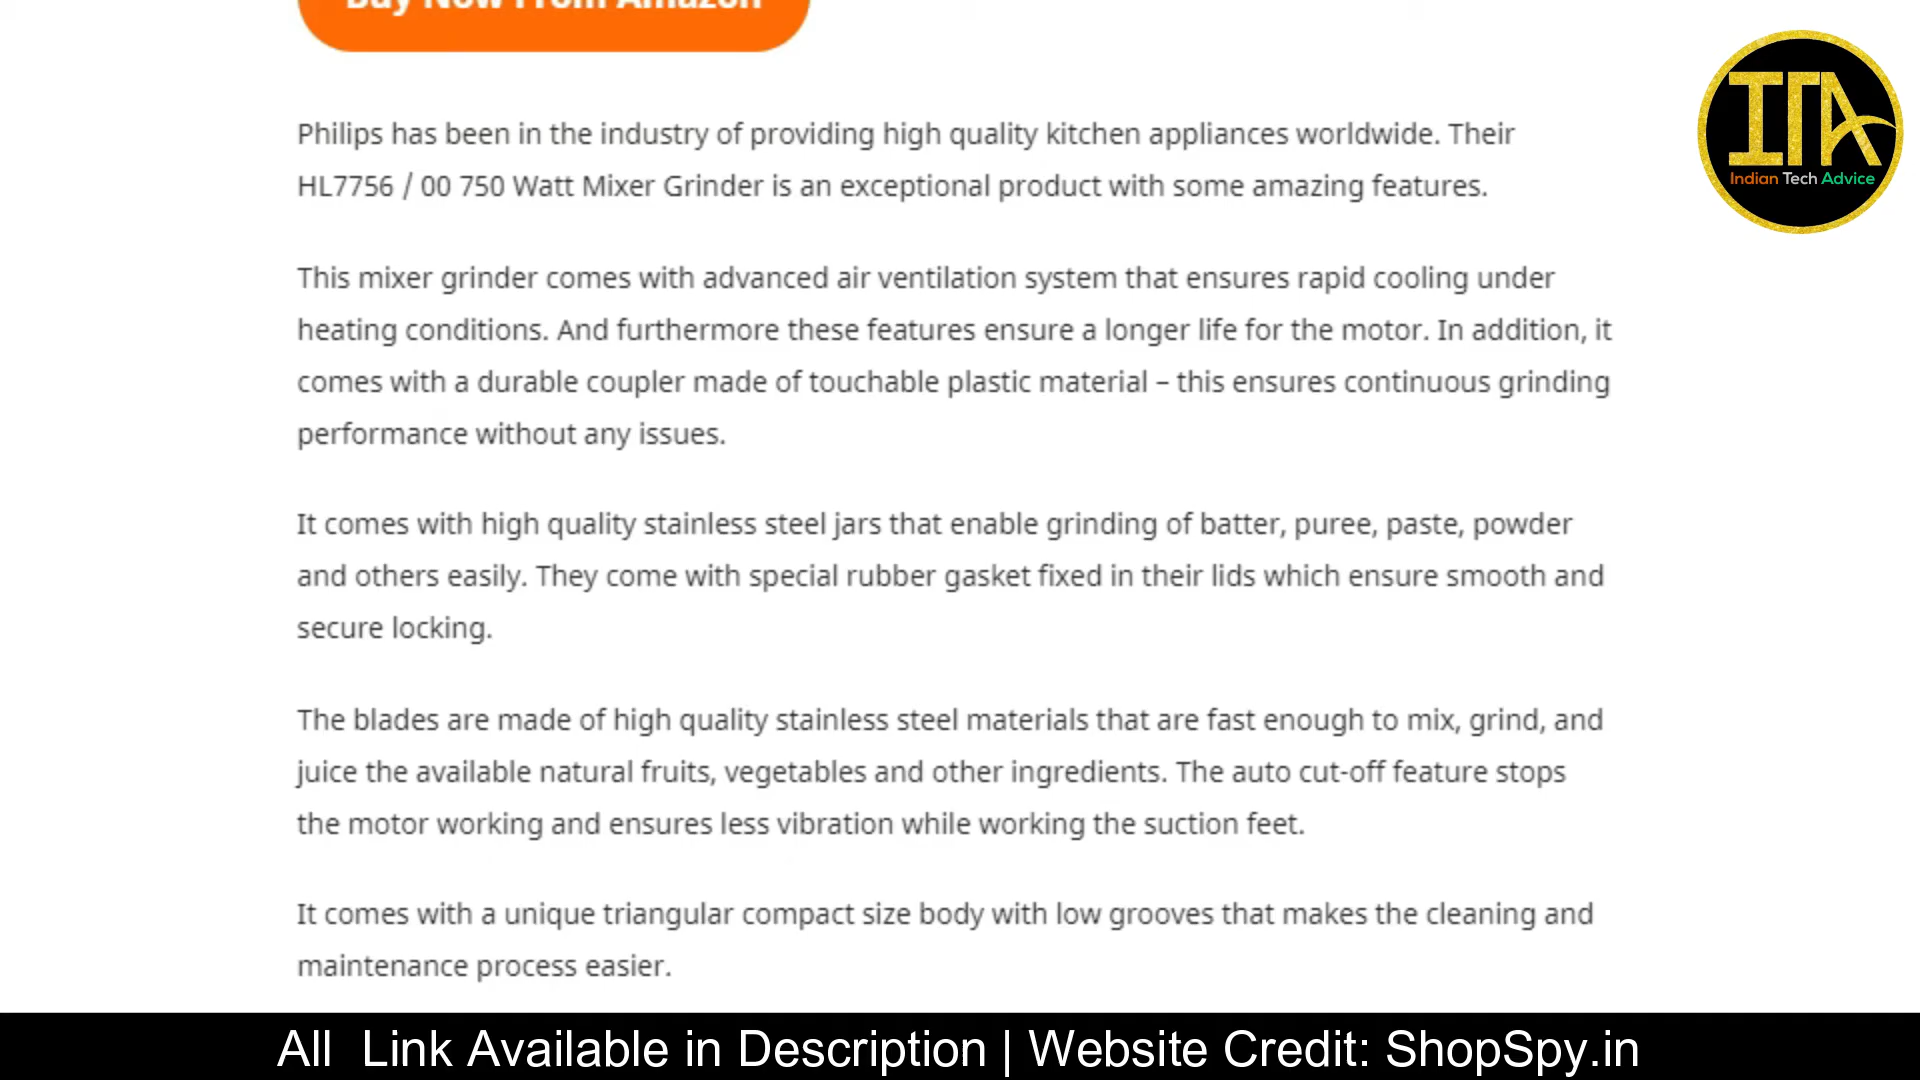 Buy Now From Amazon
ITA
Indian Tech Advice
Philips has been in the industry of providing high quality kitchen appliances worldwide. Their
HL7756 / 00 750 Watt Mixer Grinder is an exceptional product with some amazing features.
This mixer grinder comes with advanced air ventilation system that ensures rapid cooling under
heating conditions. And furthermore these features ensure a longer life for the motor. In addition, it
comes with a durable coupler made of touchable plastic material – this ensures continuous grinding
performance without any issues.
It comes with high quality stainless steel jars that enable grinding of batter, puree, paste, powder
and others easily. They come with special rubber gasket fixed in their lids which ensure smooth and
secure locking.
The blades are made of high quality stainless steel materials that are fast enough to mix, grind, and
juice the available natural fruits, vegetables and other ingredients. The auto cut-off feature stops
the motor working and ensures less vibration while working the suction feet.
It comes with a unique triangular compact size body with low grooves that makes the cleaning and
maintenance process easier.
All  Link Available in Description | Website Credit: ShopSpy.in